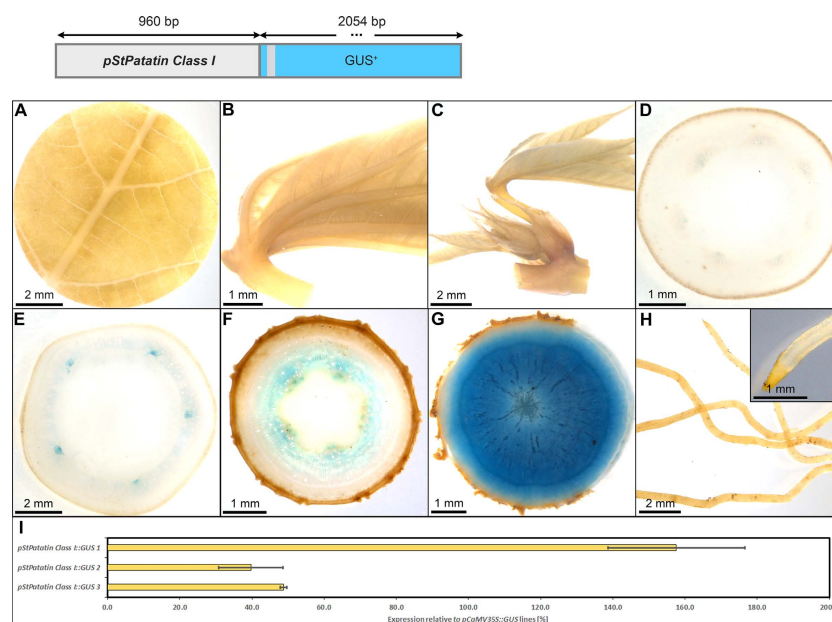 960 bp 2054 bp
...
pStPatatin Class I GUS⁺
A B C D
2 mm 1 mm 2 mm 1 mm
E F G H
1 mm
2 mm 1 mm 1 mm 2 mm
I
pStPatatin Class I::GUS 1
pStPatatin Class I::GUS 2
pStPatatin Class I::GUS 3
0.0 20.0 40.0 60.0 80.0 100.0 120.0 140.0 160.0 180.0 200
Expression relative to pCaMV35S::GUS lines [%]